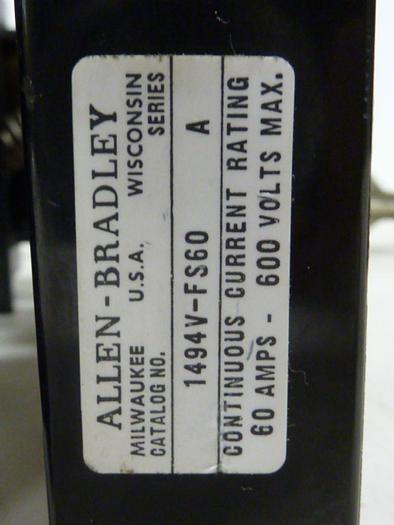 ALLEN-BRADLEY
MILWAUKEE U.S.A. WISCONSIN
CATALOG NO. SERIES
1494V-FS60 A
CONTINUOUS CURRENT RATING
60 AMPS - 600 VOLTS MAX.